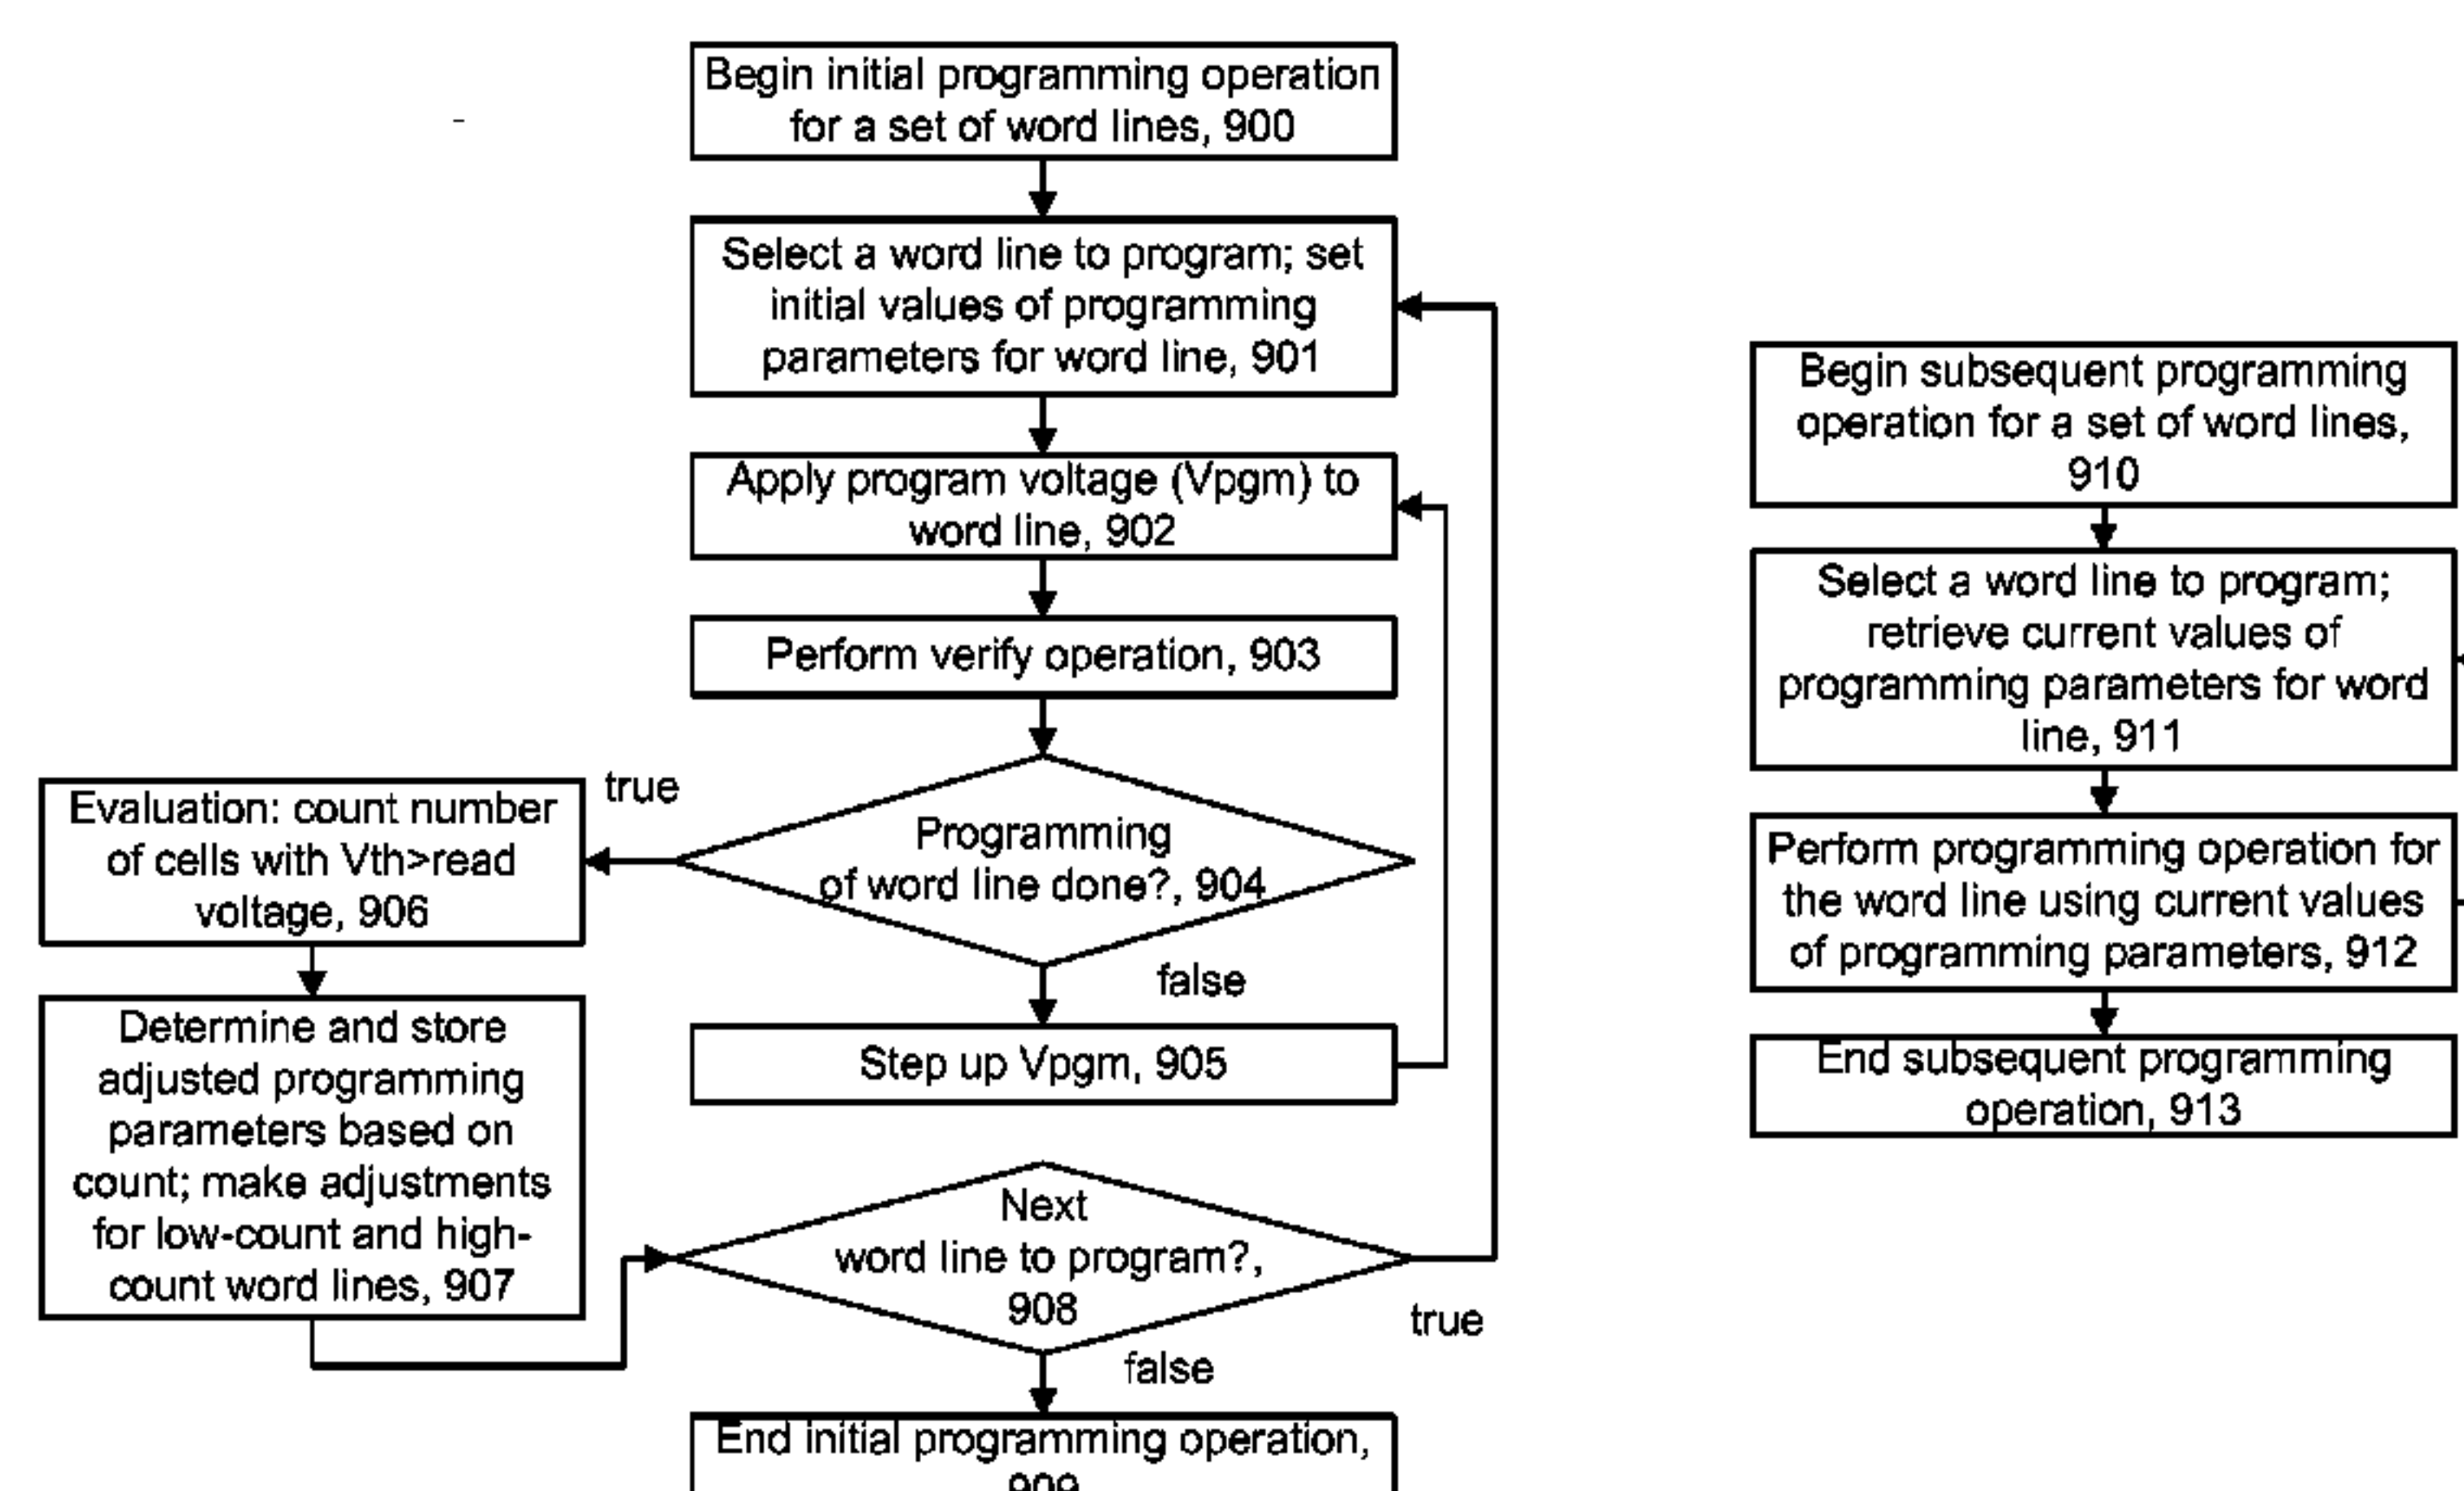 Begin initial programming operation
for a set of word lines, 900
Select a word line to program; set
initial values of programming
parameters for word line, 901
Apply program voltage (Vpgm) to
word line, 902
Perform verify operation, 903
Programming
of word line done?, 904
true
false
Evaluation: count number
of cells with Vth>read
voltage, 906
Step up Vpgm, 905
Determine and store
adjusted programming
parameters based on
count; make adjustments
for low-count and high-
count word lines, 907
Next
word line to program?,
908
true
false
End initial programming operation,
909
Begin subsequent programming
operation for a set of word lines,
910
Select a word line to program;
retrieve current values of
programming parameters for word
line, 911
Perform programming operation for
the word line using current values
of programming parameters, 912
End subsequent programming
operation, 913